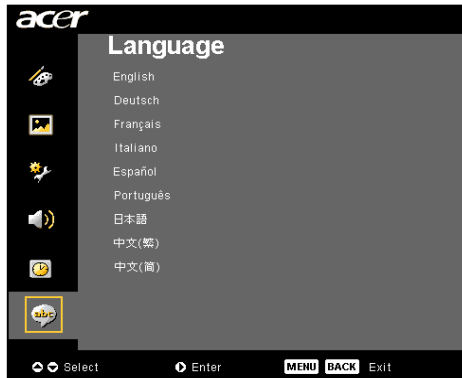 acer
Language
English
Deutsch
Français
Italiano
Español
Português
日本語
中文(繁)
中文(简)
abc
Select Enter MENU BACK Exit